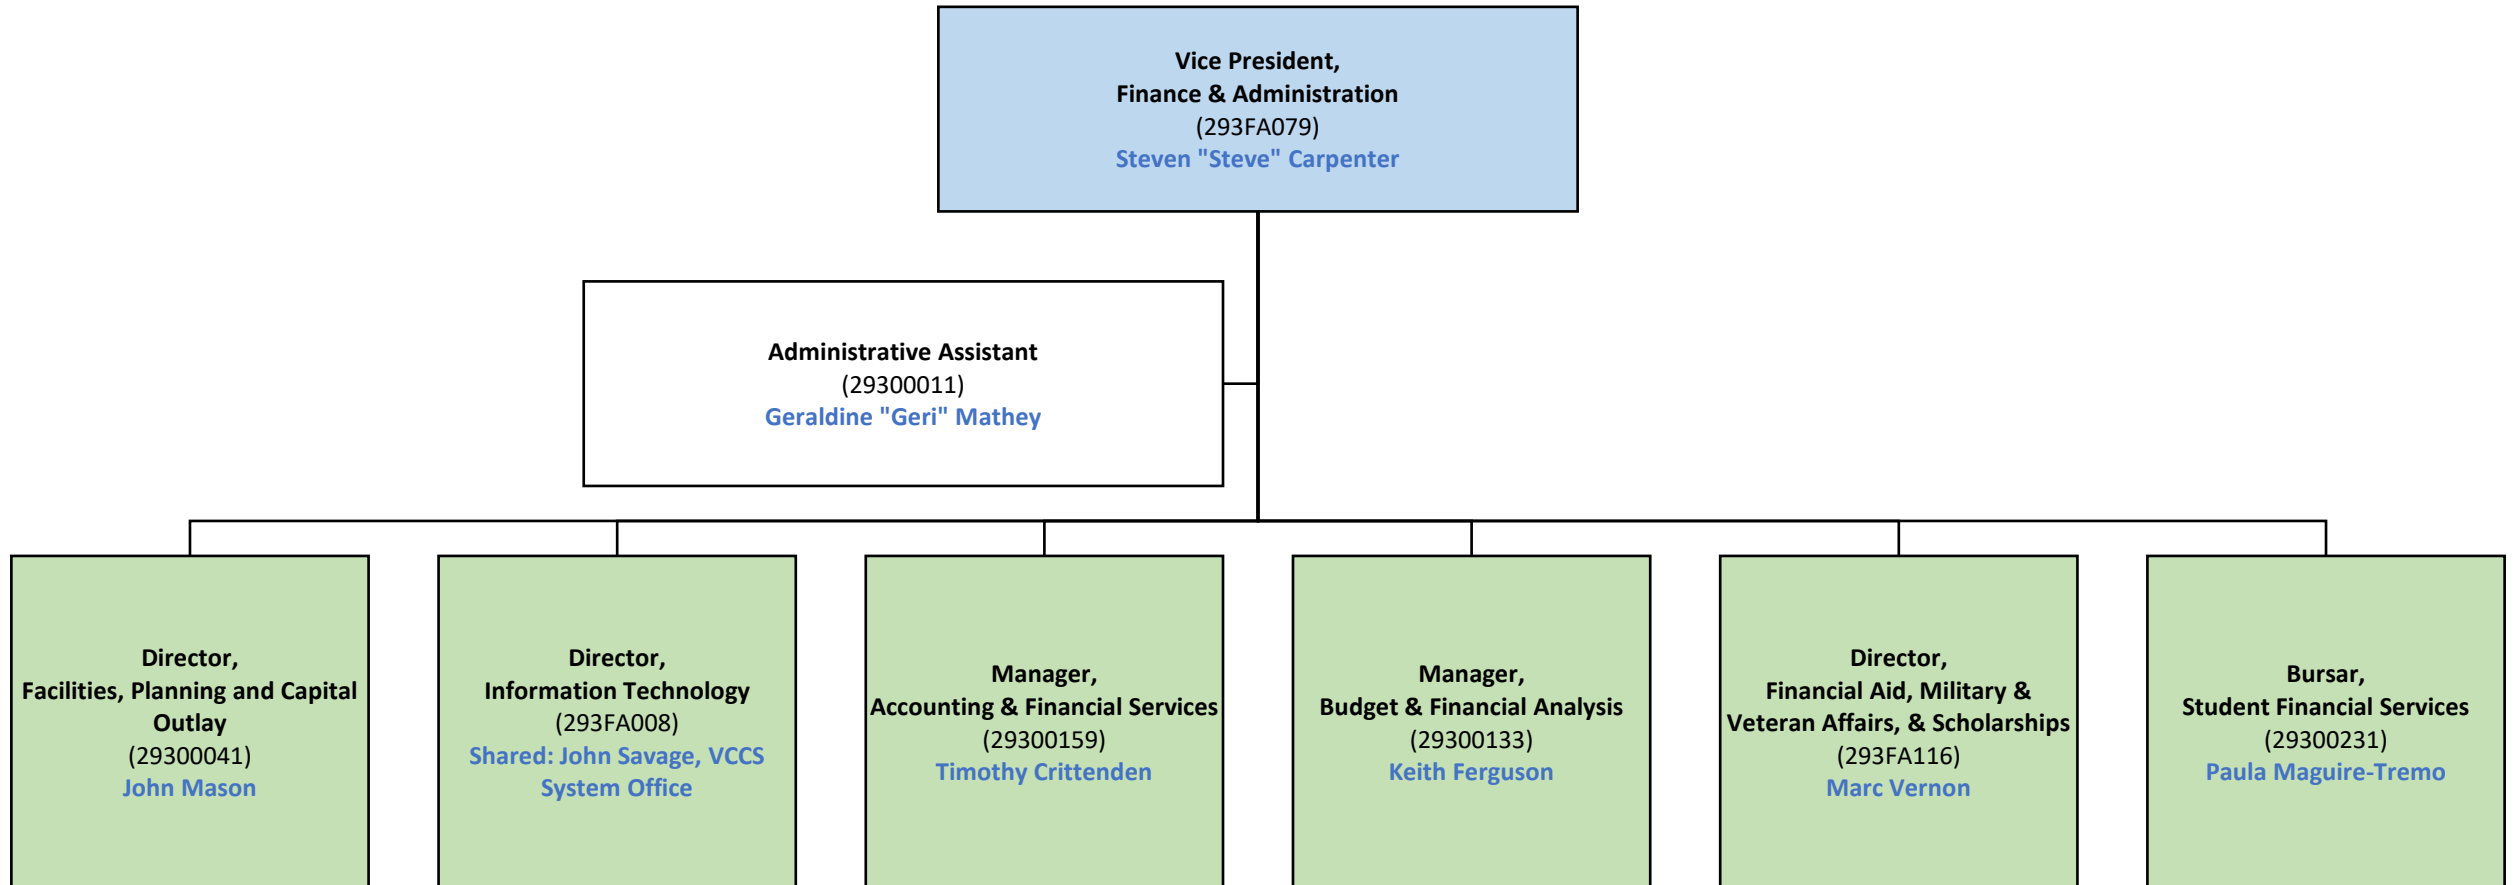 Vice President,
Finance & Administration
(293FA079)
Steven "Steve" Carpenter
Administrative Assistant
(29300011)
Geraldine "Geri" Mathey
Director,
Facilities, Planning and Capital
Outlay
(29300041)
John Mason
Director,
Information Technology
(293FA008)
Shared: John Savage, VCCS
System Office
Manager,
Accounting & Financial Services
(29300159)
Timothy Crittenden
Manager,
Budget & Financial Analysis
(29300133)
Keith Ferguson
Director,
Financial Aid, Military &
Veteran Affairs, & Scholarships
(293FA116)
Marc Vernon
Bursar,
Student Financial Services
(29300231)
Paula Maguire-Tremo